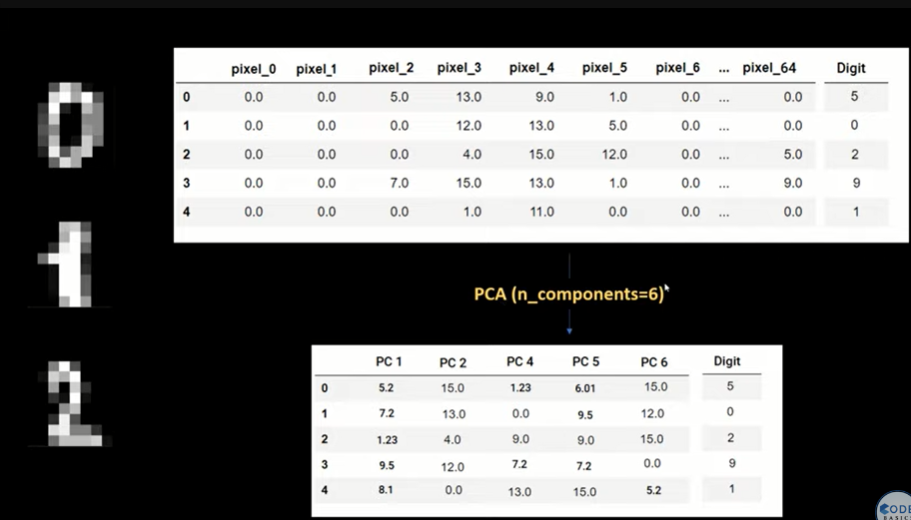 pixel_0 pixel_1 pixel_2 pixel_3 pixel_4 pixel_5 pixel_6 ... pixel_64 Digit
0 0.0 0.0 5.0 13.0 9.0 1.0 0.0 ... 0.0 5
1 0.0 0.0 0.0 12.0 13.0 5.0 0.0 ... 0.0 0
2 0.0 0.0 0.0 4.0 15.0 12.0 0.0 ... 5.0 2
3 0.0 0.0 7.0 15.0 13.0 1.0 0.0 ... 9.0 9
4 0.0 0.0 0.0 1.0 11.0 0.0 0.0 ... 0.0 1
0
1
2
PCA (n_components=6)
PC 1 PC 2 PC 4 PC 5 PC 6 Digit
0 5.2 15.0 1.23 6.01 15.0 5
1 7.2 13.0 0.0 9.5 12.0 0
2 1.23 4.0 9.0 9.0 15.0 2
3 9.5 12.0 7.2 7.2 0.0 9
4 8.1 0.0 13.0 15.0 5.2 1
CODE
BASICS